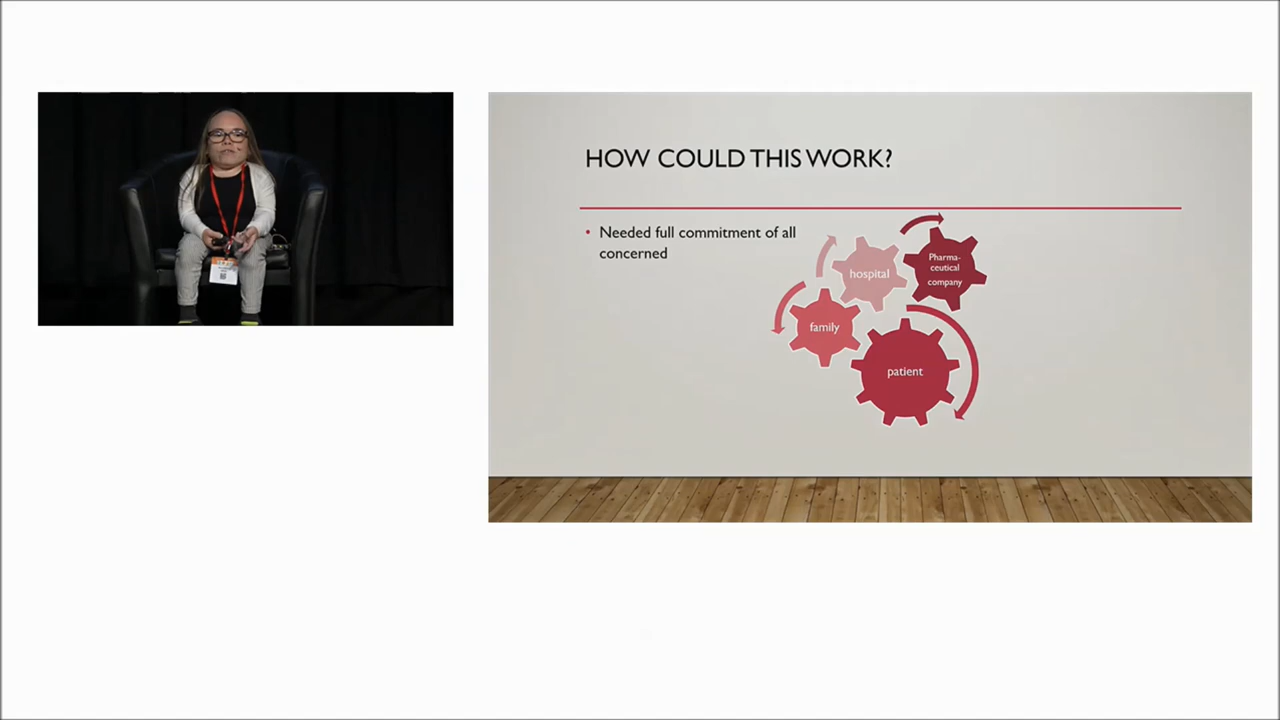 HOW COULD THIS WORK?
• Needed full commitment of all
concerned
Pharma-
ceutical
company
hospital
family
patient